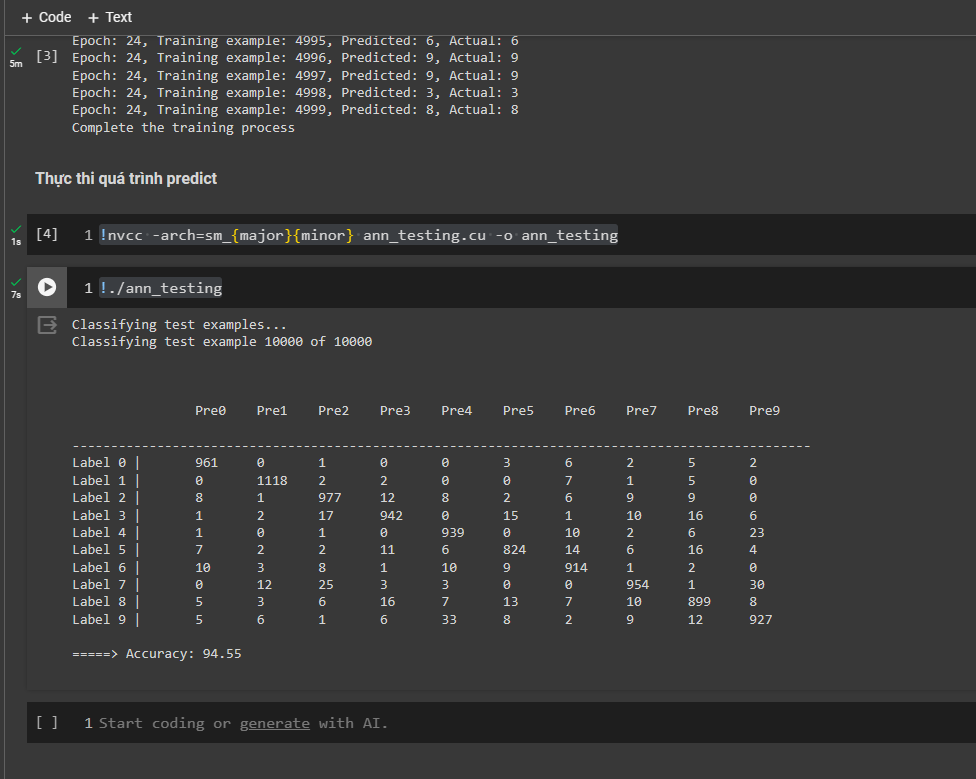 + Code + Text
Epoch: 24, Training example: 4995, Predicted: 6, Actual: 6
5m [3] Epoch: 24, Training example: 4996, Predicted: 9, Actual: 9
Epoch: 24, Training example: 4997, Predicted: 9, Actual: 9
Epoch: 24, Training example: 4998, Predicted: 3, Actual: 3
Epoch: 24, Training example: 4999, Predicted: 8, Actual: 8
Complete the training process
Thực thi quá trình predict
1s [4] 1 !nvcc -arch=sm_{major}{minor} ann_testing.cu -o ann_testing
7s 1 !./ann_testing
Classifying test examples...
Classifying test example 10000 of 10000
Pre0 Pre1 Pre2 Pre3 Pre4 Pre5 Pre6 Pre7 Pre8 Pre9
------------------------------------------------------------------------------------------------
Label 0 | 961 0 1 0 0 3 6 2 5 2
Label 1 | 0 1118 2 2 0 0 7 1 5 0
Label 2 | 8 1 977 12 8 2 6 9 9 0
Label 3 | 1 2 17 942 0 15 1 10 16 6
Label 4 | 1 0 1 0 939 0 10 2 6 23
Label 5 | 7 2 2 11 6 824 14 6 16 4
Label 6 | 10 3 8 1 10 9 914 1 2 0
Label 7 | 0 12 25 3 3 0 0 954 1 30
Label 8 | 5 3 6 16 7 13 7 10 899 8
Label 9 | 5 6 1 6 33 8 2 9 12 927
=====> Accuracy: 94.55
[ ] 1 Start coding or generate with AI.